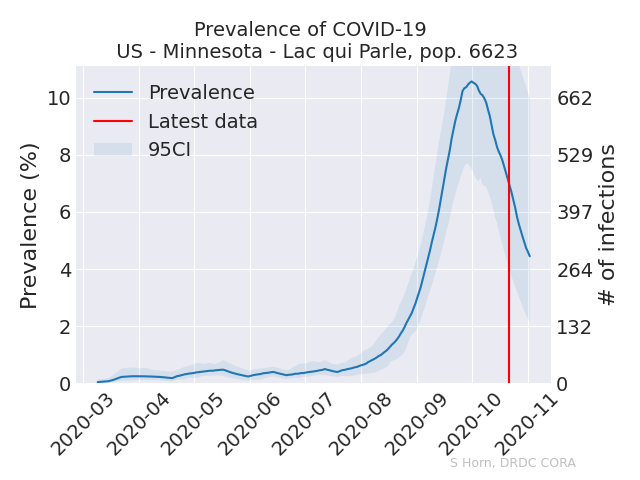 Prevalence of COVID-19
US - Minnesota - Lac qui Parle, pop. 6623
Prevalence
Latest data
95CI
Prevalence (%)
10
8
6
4
2
0
662
529
397
264
132
0
# of infections
2020-03
2020-04
2020-05
2020-06
2020-07
2020-08
2020-09
2020-10
2020-11
S Horn, DRDC CORA